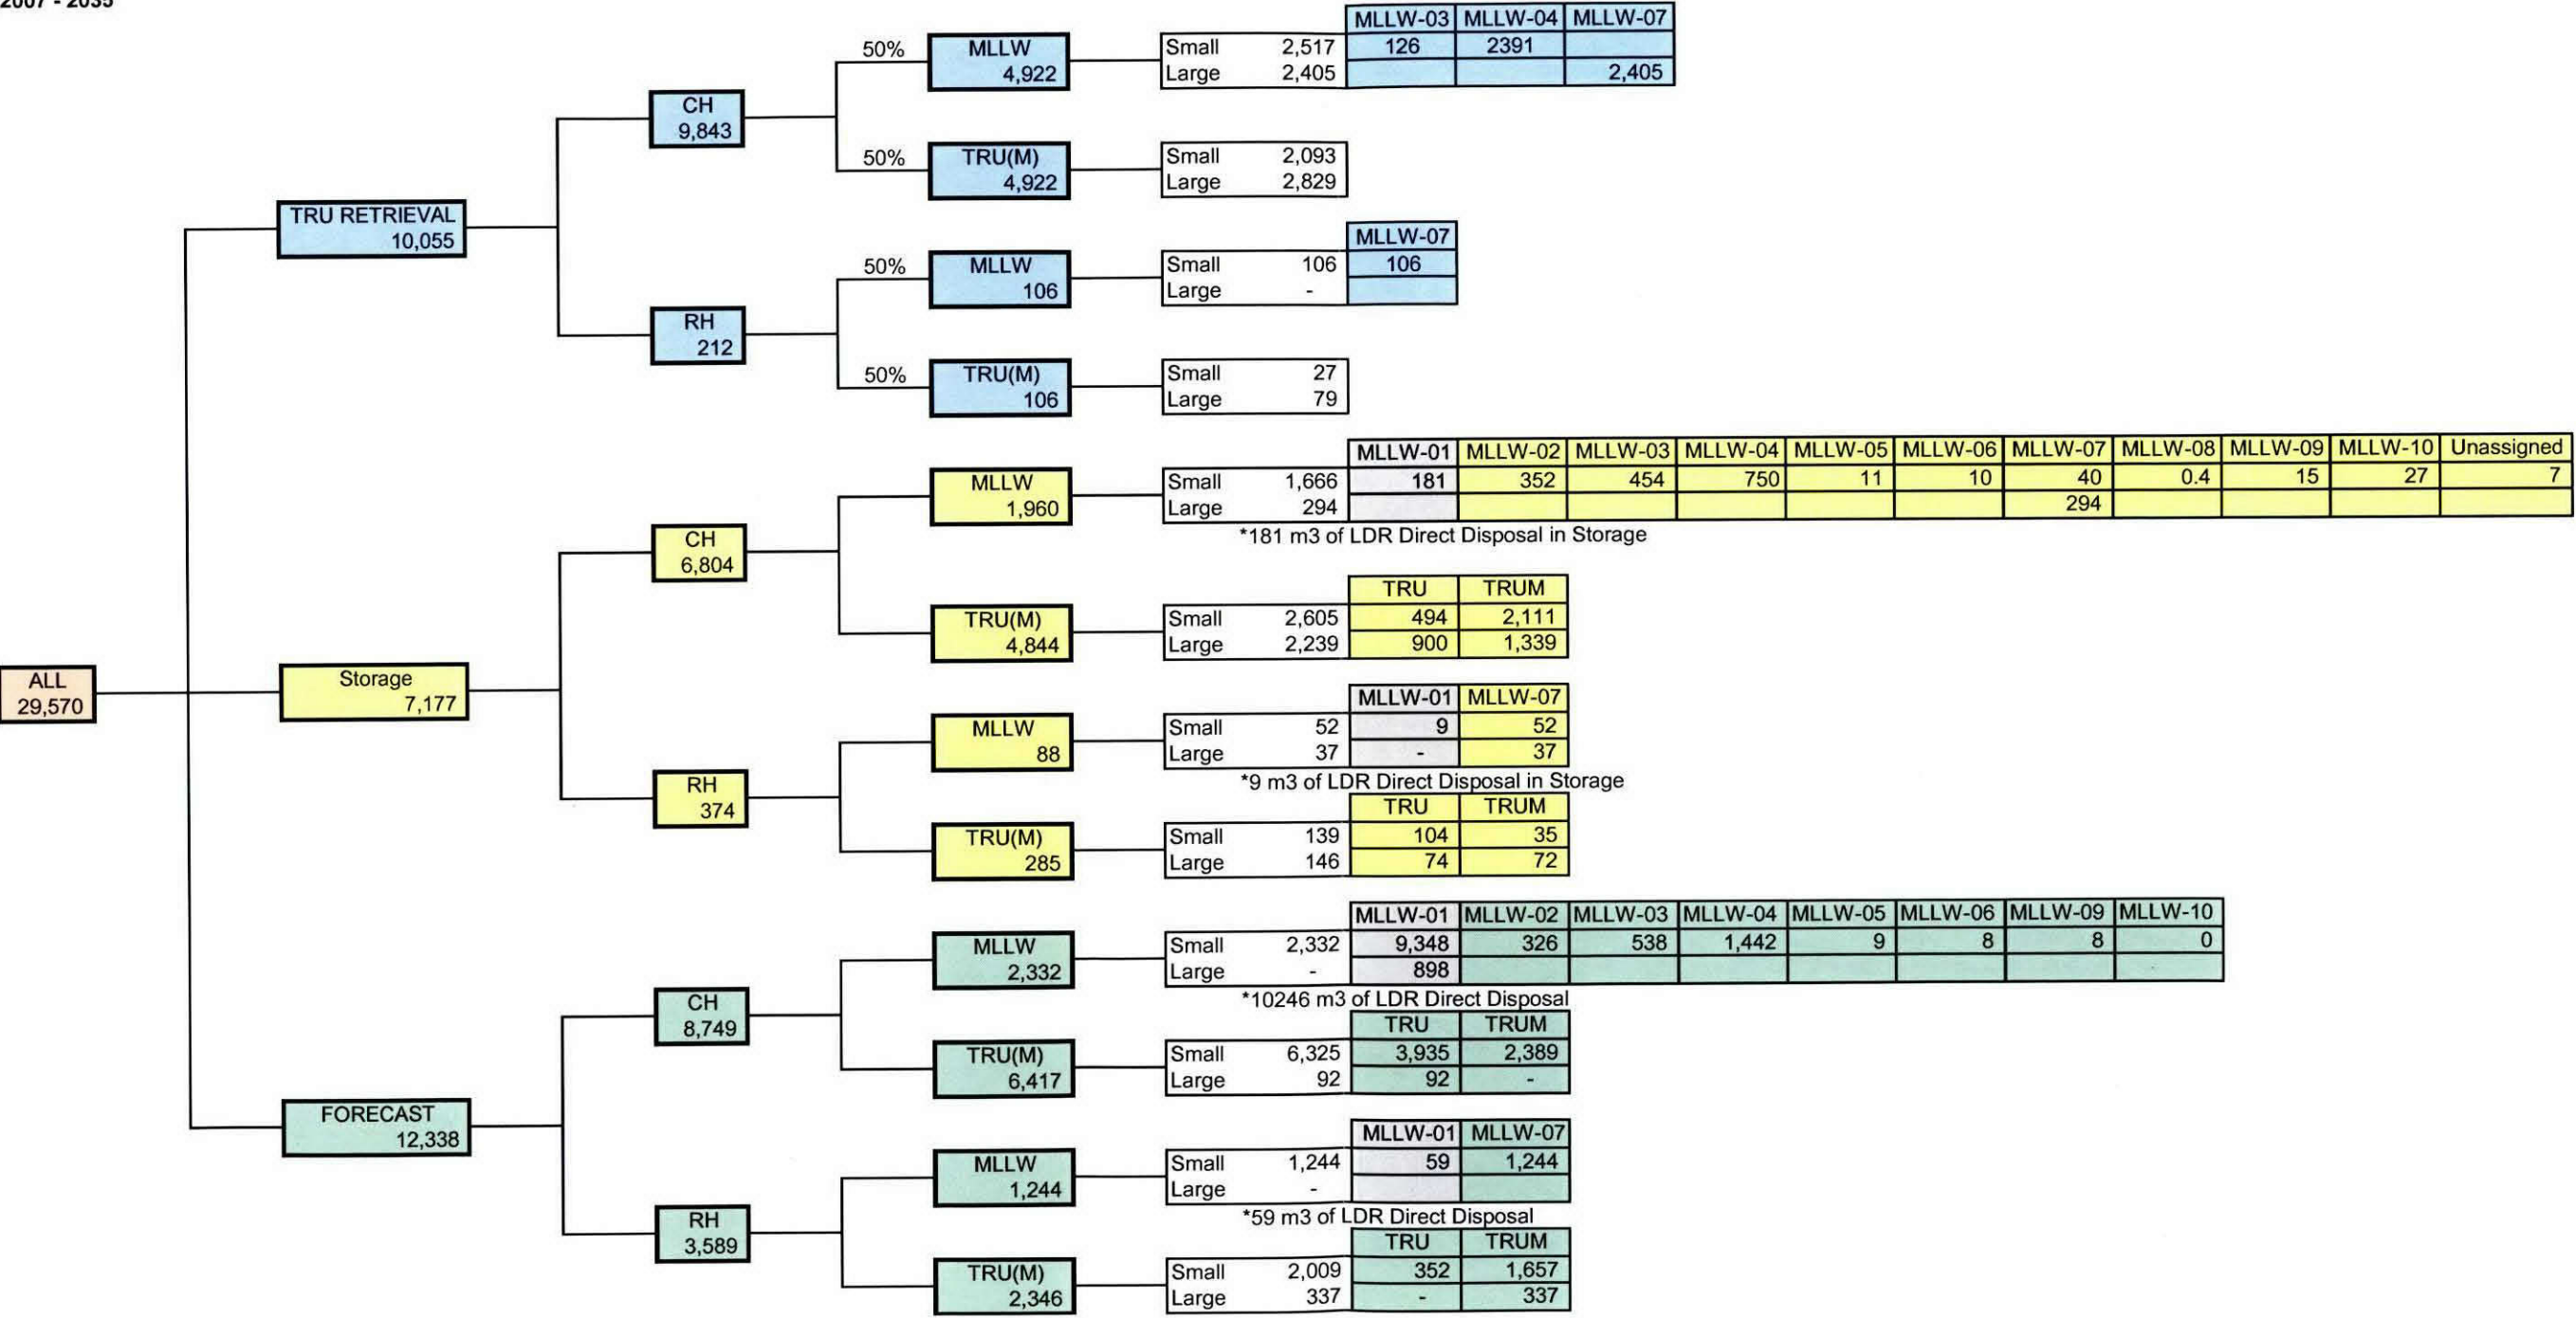 2007 - 2035
MLLW-03 MLLW-04 MLLW-07
50% MLLW Small 2,517 126 2391
4,922 Large 2,405 2,405
CH
9,843
50% TRU(M) Small 2,093
4,922 Large 2,829
TRU RETRIEVAL
10,055
MLLW-07
50% MLLW Small 106 106
106 Large -
RH
212
50% TRU(M) Small 27
106 Large 79
MLLW-01 MLLW-02 MLLW-03 MLLW-04 MLLW-05 MLLW-06 MLLW-07 MLLW-08 MLLW-09 MLLW-10 Unassigned
MLLW Small 1,666 181 352 454 750 11 10 40 0.4 15 27 7
1,960 Large 294 294
*181 m3 of LDR Direct Disposal in Storage
CH
6,804
TRU TRUM
TRU(M) Small 2,605 494 2,111
4,844 Large 2,239 900 1,339
ALL
29,570
Storage
7,177
MLLW-01 MLLW-07
MLLW Small 52 9 52
88 Large 37 - 37
*9 m3 of LDR Direct Disposal in Storage
RH
374
TRU TRUM
TRU(M) Small 139 104 35
285 Large 146 74 72
MLLW-01 MLLW-02 MLLW-03 MLLW-04 MLLW-05 MLLW-06 MLLW-09 MLLW-10
MLLW Small 2,332 9,348 326 538 1,442 9 8 8 0
2,332 Large - 898
*10246 m3 of LDR Direct Disposal
CH
8,749
TRU TRUM
TRU(M) Small 6,325 3,935 2,389
6,417 Large 92 92 -
FORECAST
12,338
MLLW-01 MLLW-07
MLLW Small 1,244 59 1,244
1,244 Large -
*59 m3 of LDR Direct Disposal
RH
3,589
TRU TRUM
TRU(M) Small 2,009 352 1,657
2,346 Large 337 - 337